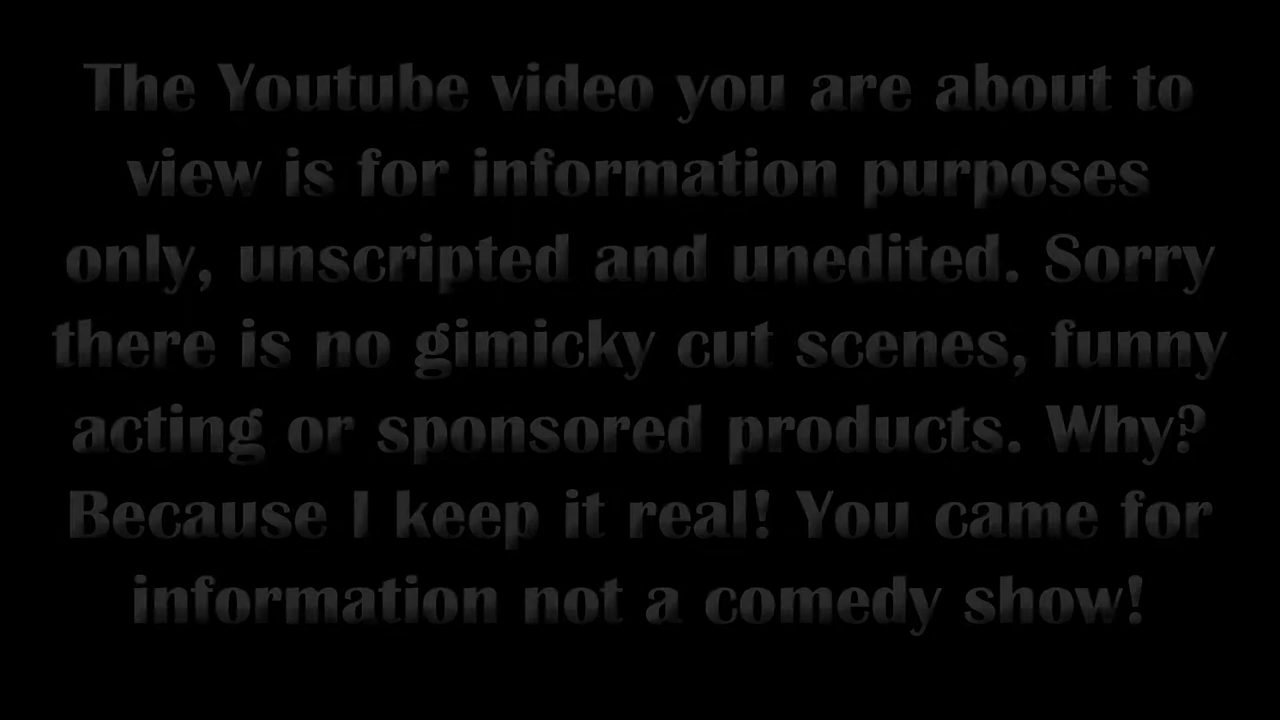 The Youtube video you are about to
view is for information purposes
only, unscripted and unedited. Sorry
there is no gimicky cut scenes, funny
acting or sponsored products. Why?
Because I keep it real! You came for
information not a comedy show!